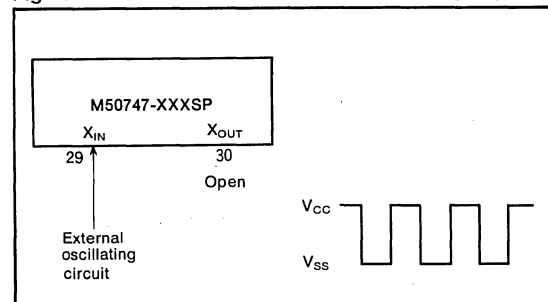 M50747-XXXSP
XIN XOUT
29 30
Open
External
oscillating
circuit
VCC
VSS